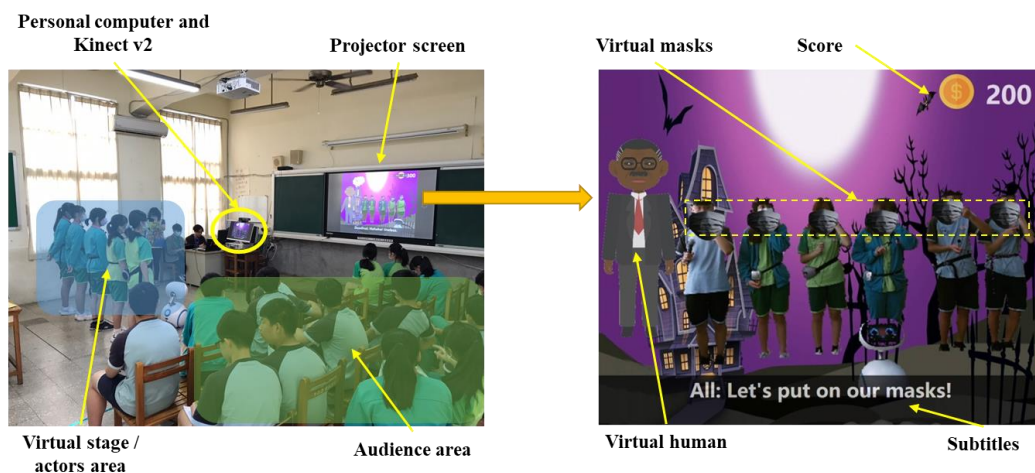 Personal computer and
Kinect v2
Projector screen
Virtual masks
Score
200
All: Let's put on our masks!
Virtual stage /
actors area
Audience area
Virtual human
Subtitles